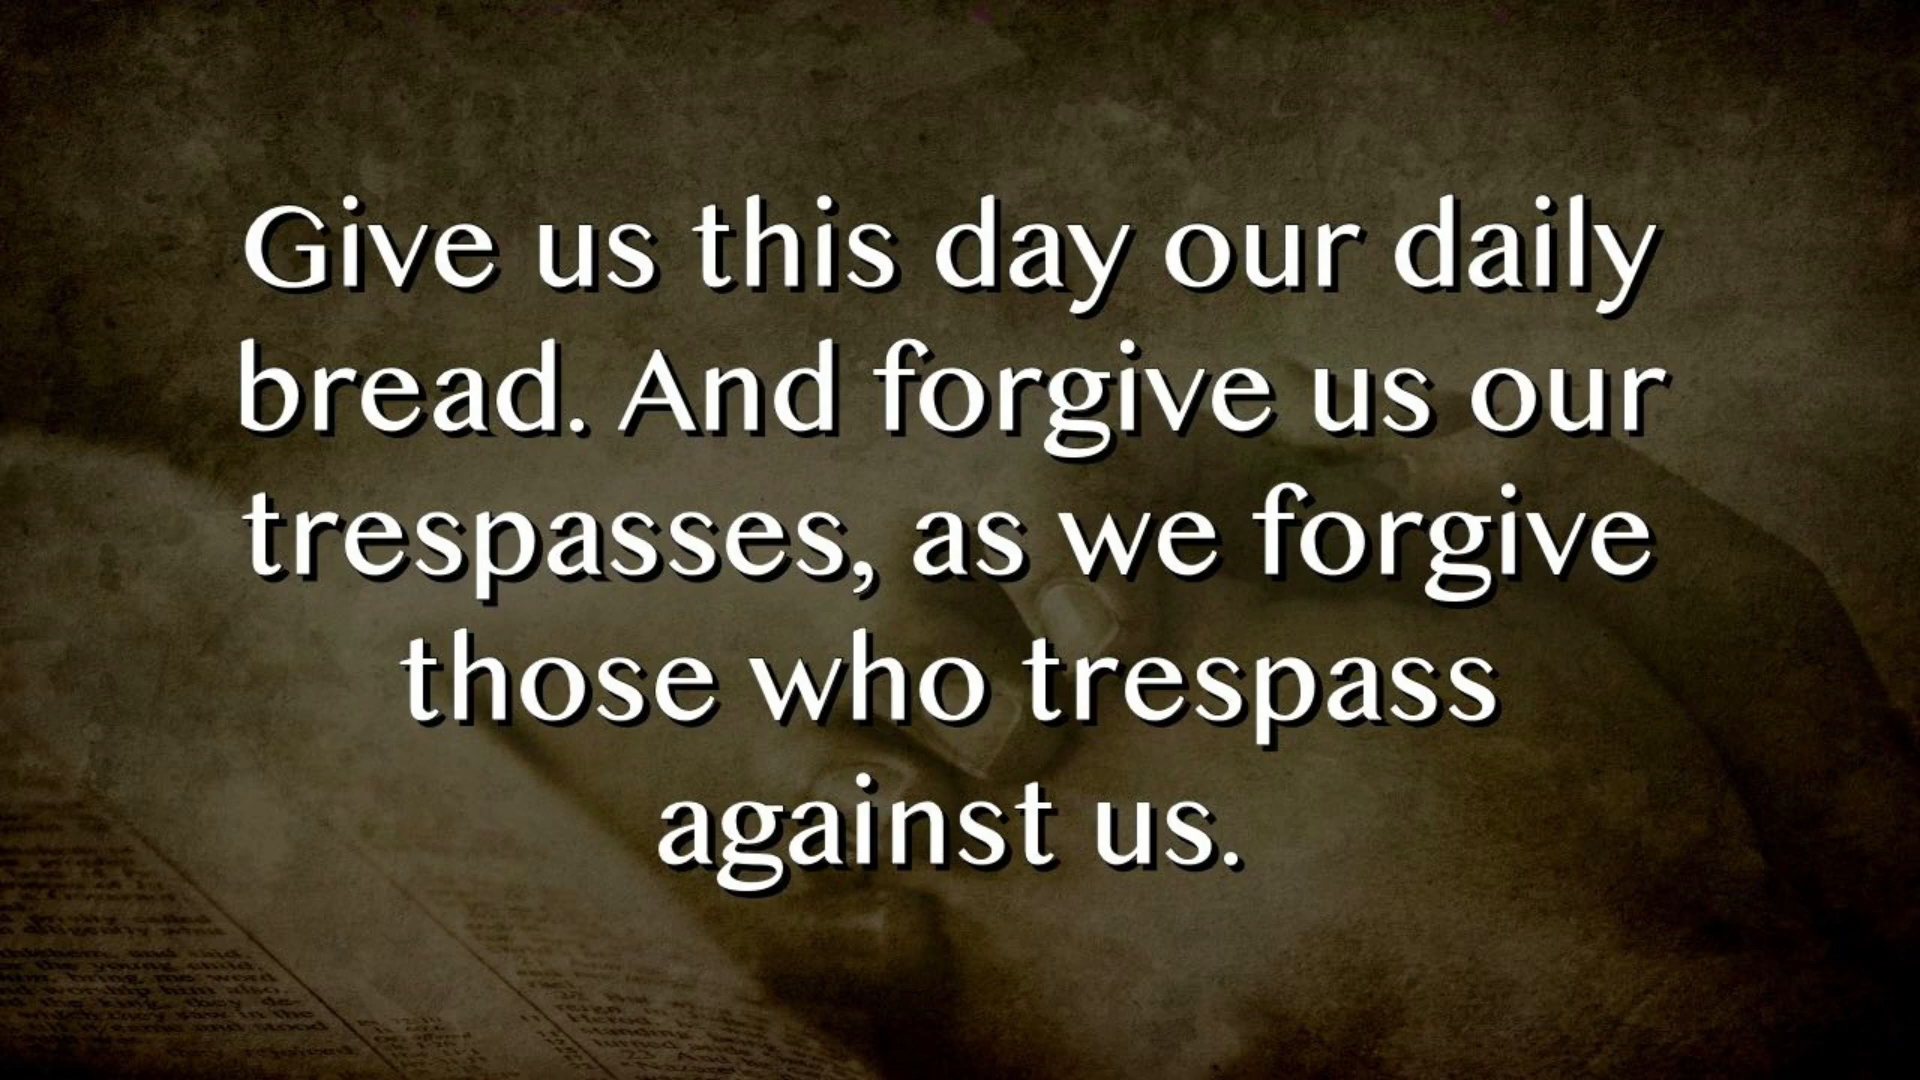 Give us this day our daily
bread. And forgive us our
trespasses, as we forgive
those who trespass
against us.